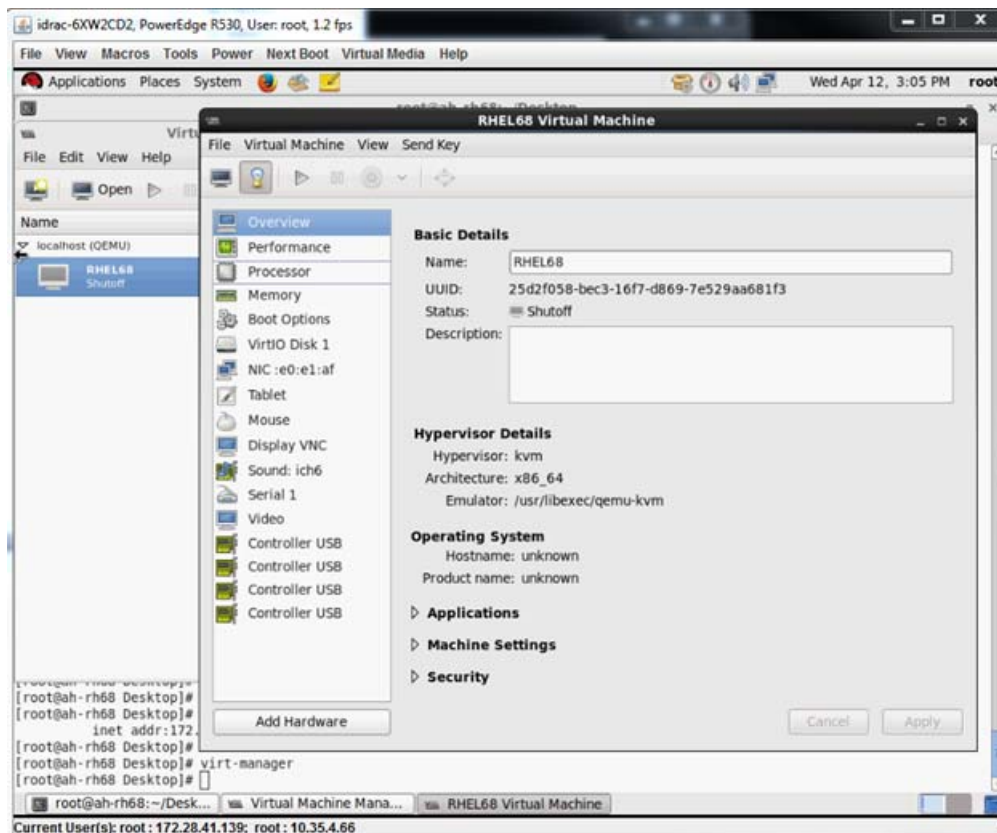 idrac-6XW2CD2, PowerEdge R530, User: root, 1.2 fps
File View Macros Tools Power Next Boot Virtual Media Help
Applications Places System
Wed Apr 12, 3:05 PM root
RHEL68 Virtual Machine
File Edit View Help
File Virtual Machine View Send Key
Open
Name
localhost (QEMU)
RHEL68
Shutoff
Overview
Performance
Processor
Memory
Boot Options
VirtIO Disk 1
NIC :e0:e1:af
Tablet
Mouse
Display VNC
Sound: ich6
Serial 1
Video
Controller USB
Controller USB
Controller USB
Controller USB
Add Hardware
Basic Details
Name: RHEL68
UUID: 25d2f058-bec3-16f7-d869-7e529aa681f3
Status: Shutoff
Description:
Hypervisor Details
Hypervisor: kvm
Architecture: x86_64
Emulator: /usr/libexec/qemu-kvm
Operating System
Hostname: unknown
Product name: unknown
Applications
Machine Settings
Security
Cancel Apply
[root@ah-rh68 Desktop]#
[root@ah-rh68 Desktop]#
inet addr:172.
[root@ah-rh68 Desktop]#
[root@ah-rh68 Desktop]# virt-manager
[root@ah-rh68 Desktop]#
root@ah-rh68:~/Desk... Virtual Machine Mana... RHEL68 Virtual Machine
Current User(s): root : 172.28.41.139; root : 10.35.4.66